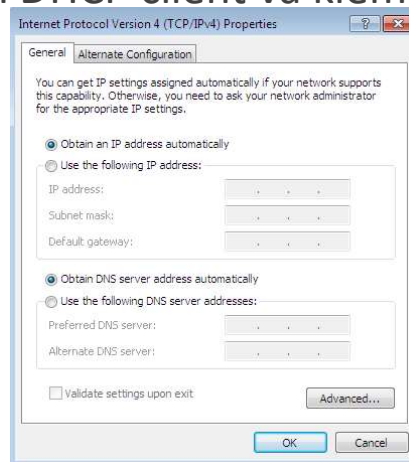 DHCP client và kiểm
Internet Protocol Version 4 (TCP/IPv4) Properties
General
Alternate Configuration
You can get IP settings assigned automatically if your network supports
this capability. Otherwise, you need to ask your network administrator
for the appropriate IP settings.
Obtain an IP address automatically
Use the following IP address:
IP address:
Subnet mask:
Default gateway:
Obtain DNS server address automatically
Use the following DNS server addresses:
Preferred DNS server:
Alternate DNS server:
Validate settings upon exit
Advanced...
OK
Cancel